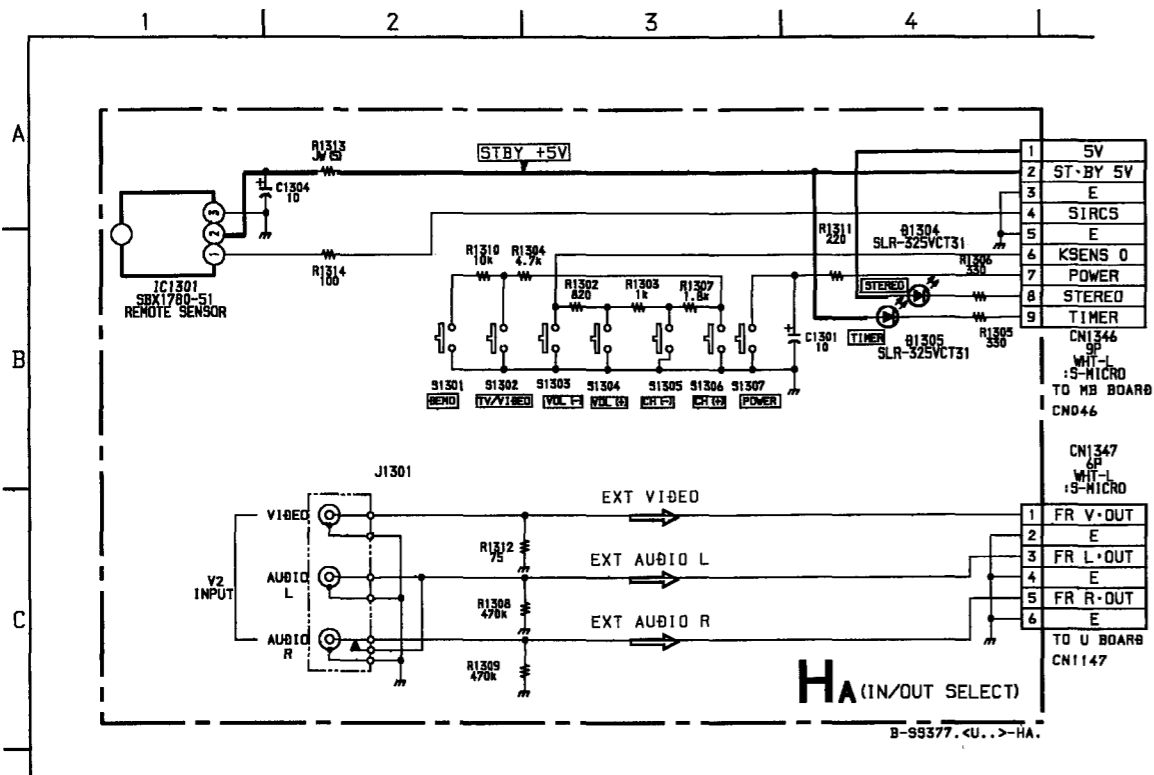 1 2 3 4
A
B
C
R1313
JW(5)
STBY +5V
C1304
10
3
2
1
IC1301
SBX1780-51
REMOTE SENSOR
R1314
100
R1310
10k
R1304
4.7k
R1302
820
R1303
1k
R1307
1.8k
R1311
220
D1304
SLR-325VCT31
R1306
330
STEREO
C1301
10
TIMER
D1305
SLR-325VCT31
R1305
330
S1301 S1302 S1303 S1304 S1305 S1306 S1307
DEMO TV/VIDEO VOL(-) VOL(+) CH(-) CH(+) POWER
1 5V
2 ST·BY 5V
3 E
4 SIRCS
5 E
6 KSENS 0
7 POWER
8 STEREO
9 TIMER
CN1346
9P
WHT-L
:S-MICRO
TO MB BOARD
CN046
J1301
V2
INPUT
VIDEO
AUDIO
L
AUDIO
R
R1312
75
R1308
470k
R1309
470k
EXT VIDEO
EXT AUDIO L
EXT AUDIO R
CN1347
6P
WHT-L
:S-MICRO
1 FR V·OUT
2 E
3 FR L·OUT
4 E
5 FR R·OUT
6 E
TO U BOARD
CN1147
HA (IN/OUT SELECT)
B-SS377.<U..>-HA.